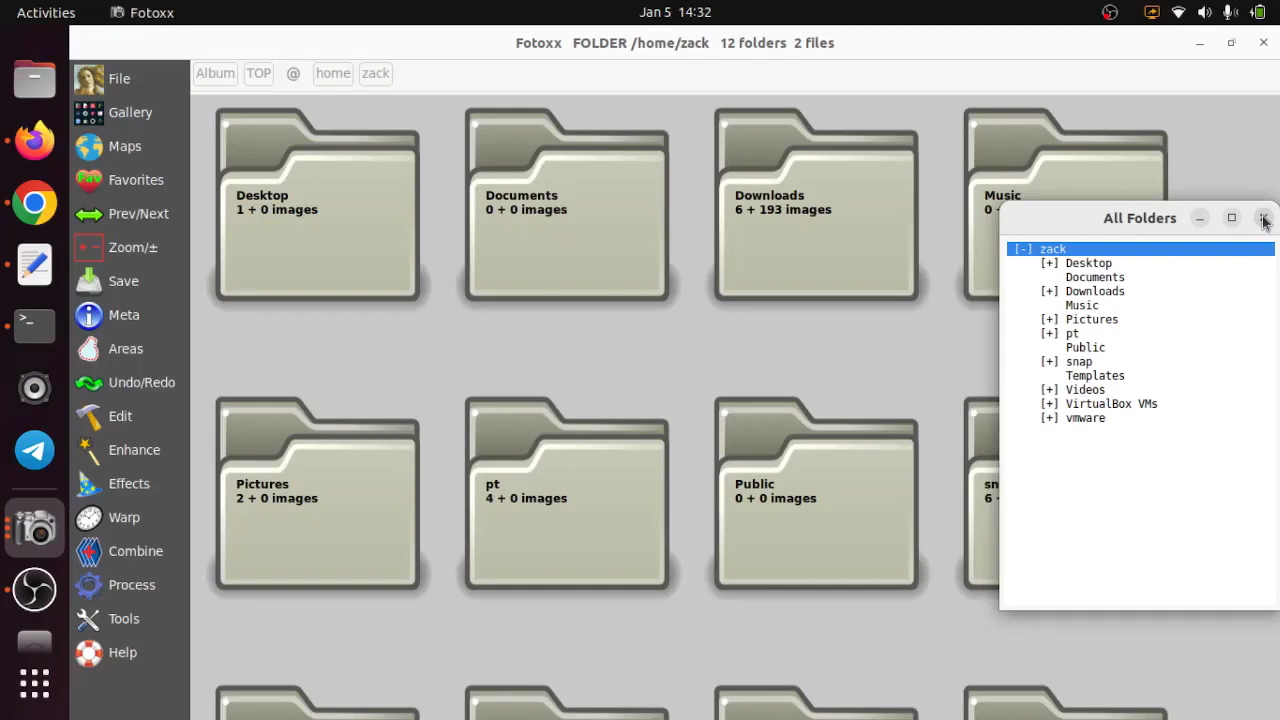 Activities Fotoxx Jan 5 14:32
Fotoxx FOLDER /home/zack 12 folders 2 files
Album TOP @ home zack
File
Gallery
Maps
Favorites
Prev/Next
Zoom/±
Save
Meta
Areas
Undo/Redo
Edit
Enhance
Effects
Warp
Combine
Process
Tools
Help
Desktop
1 + 0 images
Documents
0 + 0 images
Downloads
6 + 193 images
Music
0 -
Pictures
2 + 0 images
pt
4 + 0 images
Public
0 + 0 images
sn
6 -
All Folders
[-] zack
[+] Desktop
Documents
[+] Downloads
Music
[+] Pictures
[+] pt
Public
[+] snap
Templates
[+] Videos
[+] VirtualBox VMs
[+] vmware